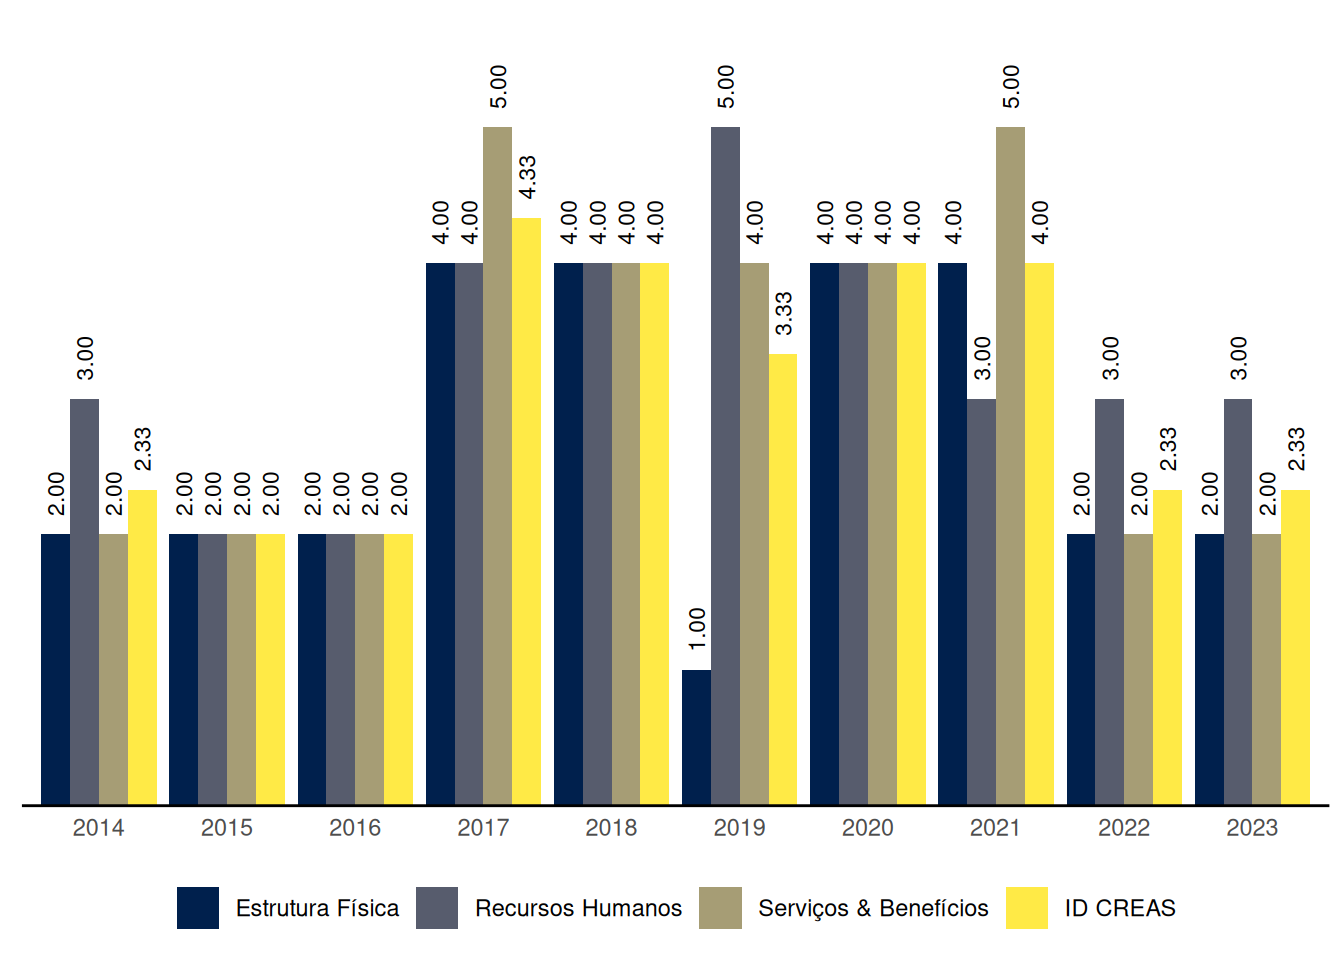 5.00 5.00 5.00
4.33
4.00 4.00 4.00 4.00 4.00 4.00 4.00 4.00 4.00 4.00 4.00 4.00 4.00
3.33
3.00 3.00 3.00 3.00
2.33 2.33 2.33
2.00 2.00 2.00 2.00 2.00 2.00 2.00 2.00 2.00 2.00 2.00 2.00 2.00 2.00
1.00
2014 2015 2016 2017 2018 2019 2020 2021 2022 2023
Estrutura Física Recursos Humanos Serviços & Benefícios ID CREAS